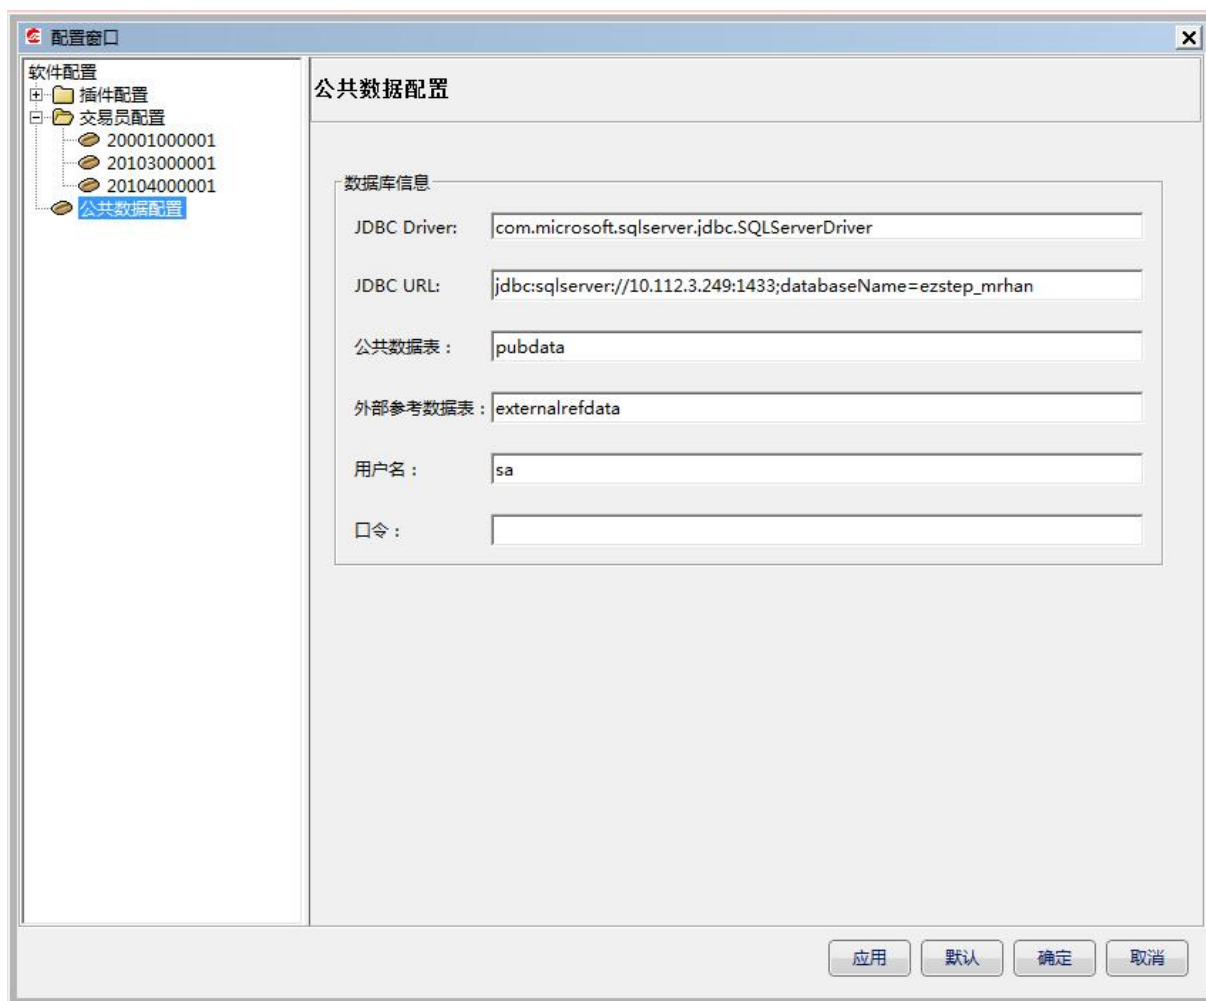 配置窗口
软件配置
插件配置
交易员配置
20001000001
20103000001
20104000001
公共数据配置
公共数据配置
数据库信息
JDBC Driver: com.microsoft.sqlserver.jdbc.SQLServerDriver
JDBC URL: jdbc:sqlserver://10.112.3.249:1433;databaseName=ezstep_mrhan
公共数据表： pubdata
外部参考数据表： externalrefdata
用户名： sa
口令：
应用 默认 确定 取消